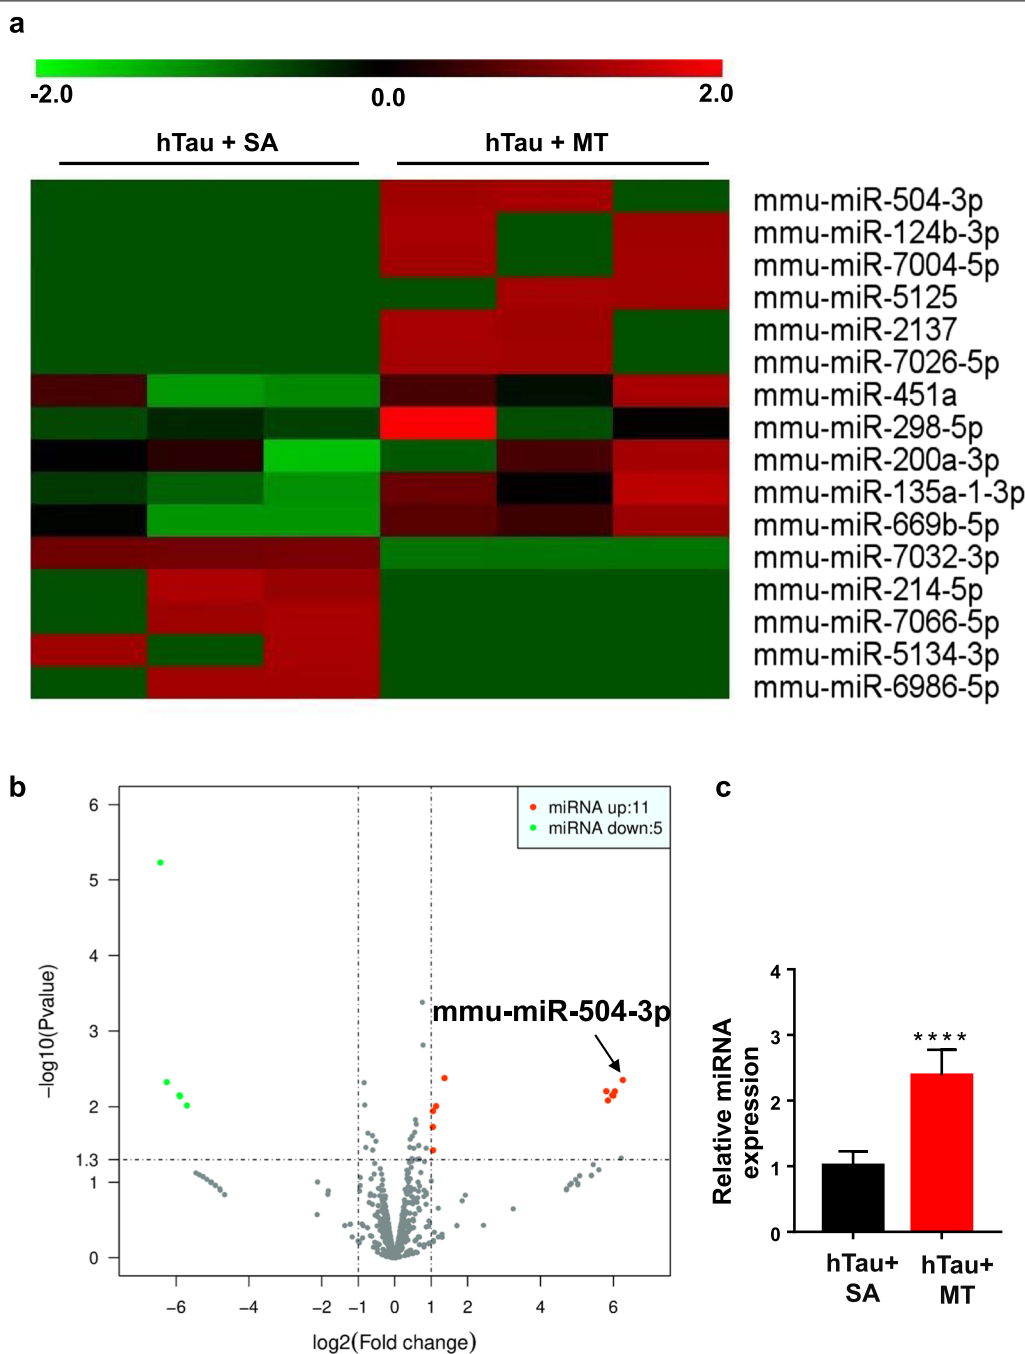 a
-2.0 0.0 2.0
hTau + SA hTau + MT
mmu-miR-504-3p
mmu-miR-124b-3p
mmu-miR-7004-5p
mmu-miR-5125
mmu-miR-2137
mmu-miR-7026-5p
mmu-miR-451a
mmu-miR-298-5p
mmu-miR-200a-3p
mmu-miR-135a-1-3p
mmu-miR-669b-5p
mmu-miR-7032-3p
mmu-miR-214-5p
mmu-miR-7066-5p
mmu-miR-5134-3p
mmu-miR-6986-5p
b
miRNA up:11
miRNA down:5
mmu-miR-504-3p
−log10(Pvalue)
6
5
4
3
2
1.3
1
0
−6 −4 −2 −1 0 1 2 4 6
log2(Fold change)
c
Relative miRNA
expression
4
3
2
1
0
****
hTau+
SA
hTau+
MT